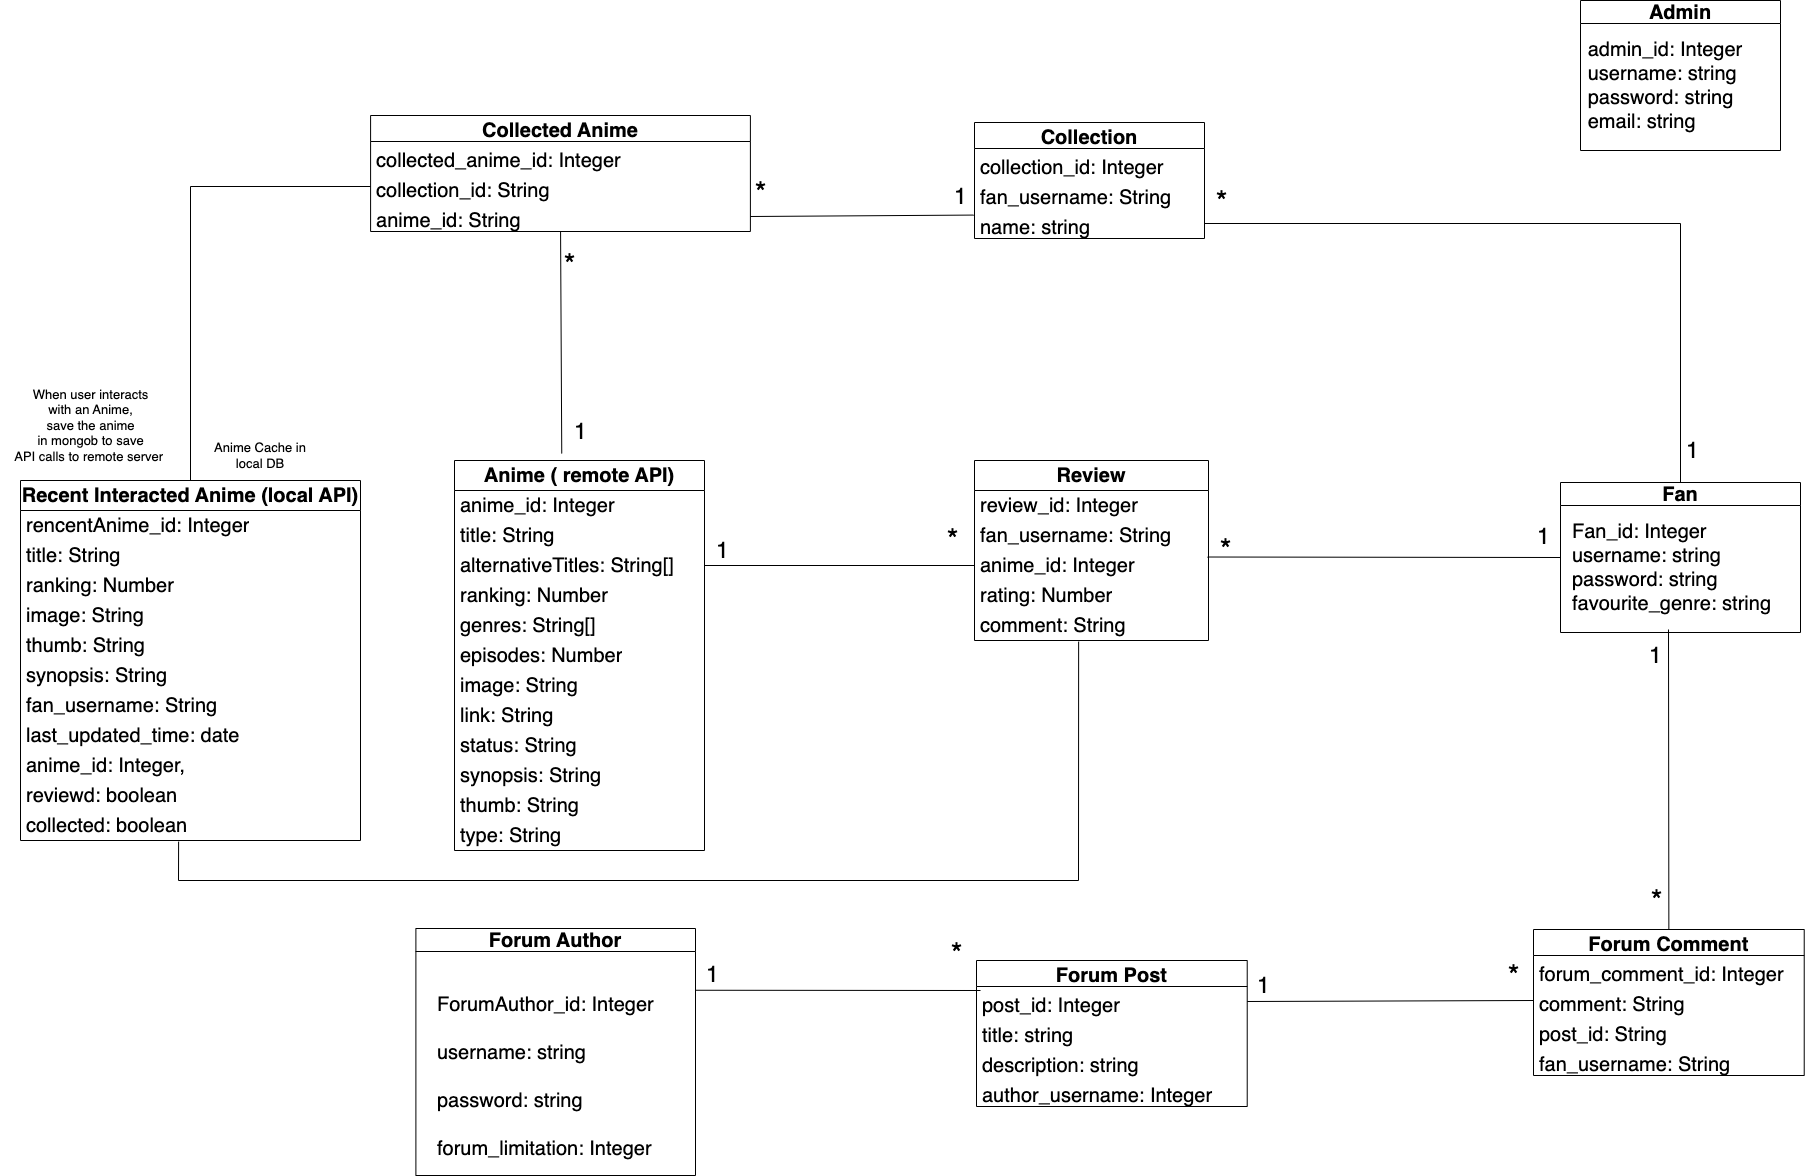 Admin
admin_id: Integer
username: string
password: string
email: string
Collected Anime
collected_anime_id: Integer
collection_id: String
anime_id: String
*
1
Collection
collection_id: Integer
fan_username: String
name: string
*
*
1
1
When user interacts
with an Anime,
save the anime
in mongob to save
API calls to remote server
Anime Cache in
local DB
Recent Interacted Anime (local API)
rencentAnime_id: Integer
title: String
ranking: Number
image: String
thumb: String
synopsis: String
fan_username: String
last_updated_time: date
anime_id: Integer,
reviewd: boolean
collected: boolean
Anime ( remote API)
anime_id: Integer
title: String
alternativeTitles: String[]
ranking: Number
genres: String[]
episodes: Number
image: String
link: String
status: String
synopsis: String
thumb: String
type: String
1
*
Review
review_id: Integer
fan_username: String
anime_id: Integer
rating: Number
comment: String
*
1
Fan
Fan_id: Integer
username: string
password: string
favourite_genre: string
1
*
Forum Author
ForumAuthor_id: Integer
username: string
password: string
forum_limitation: Integer
1
*
Forum Post
post_id: Integer
title: string
description: string
author_username: Integer
1
*
Forum Comment
forum_comment_id: Integer
comment: String
post_id: String
fan_username: String